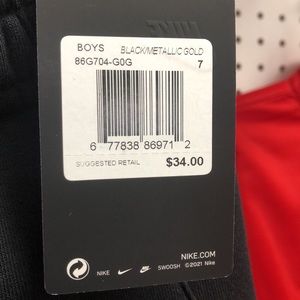 NIKE
BOYS BLACK/METALLIC GOLD
86G704-G0G 7
6 77838 86971 2
SUGGESTED RETAIL $34.00
NIKE.COM
NIKE SWOOSH ©2021 Nike